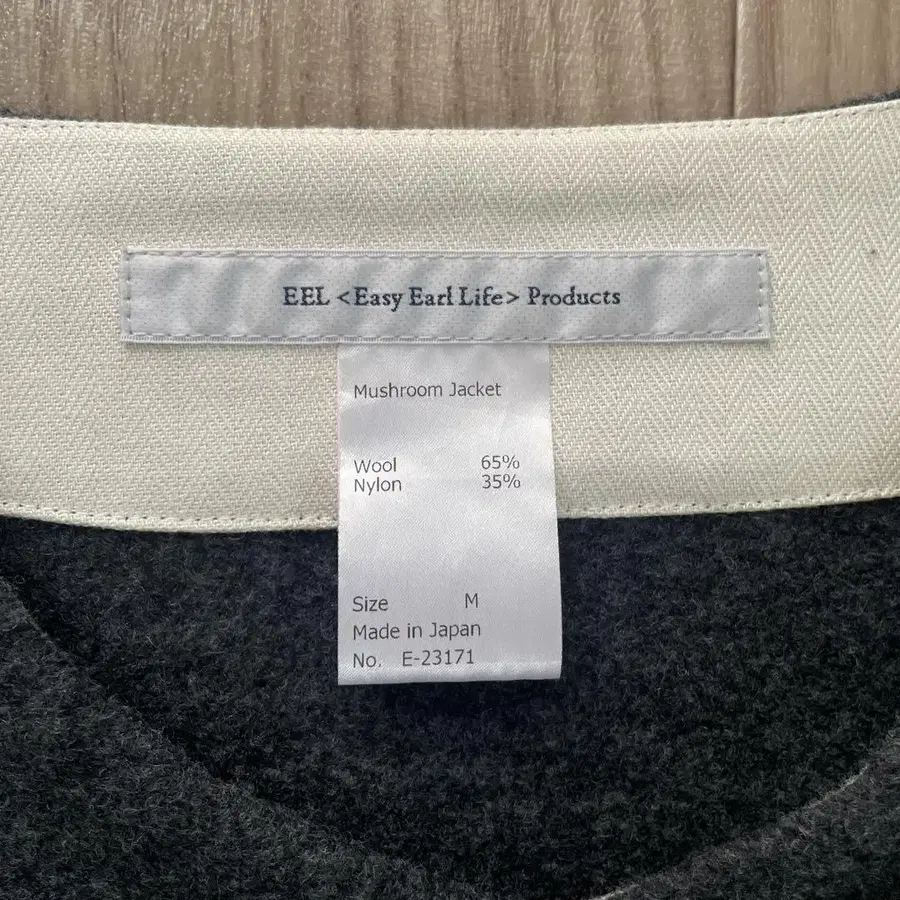 EEL <Easy Earl Life> Products
Mushroom Jacket
Wool 65%
Nylon 35%
Size M
Made in Japan
No. E-23171